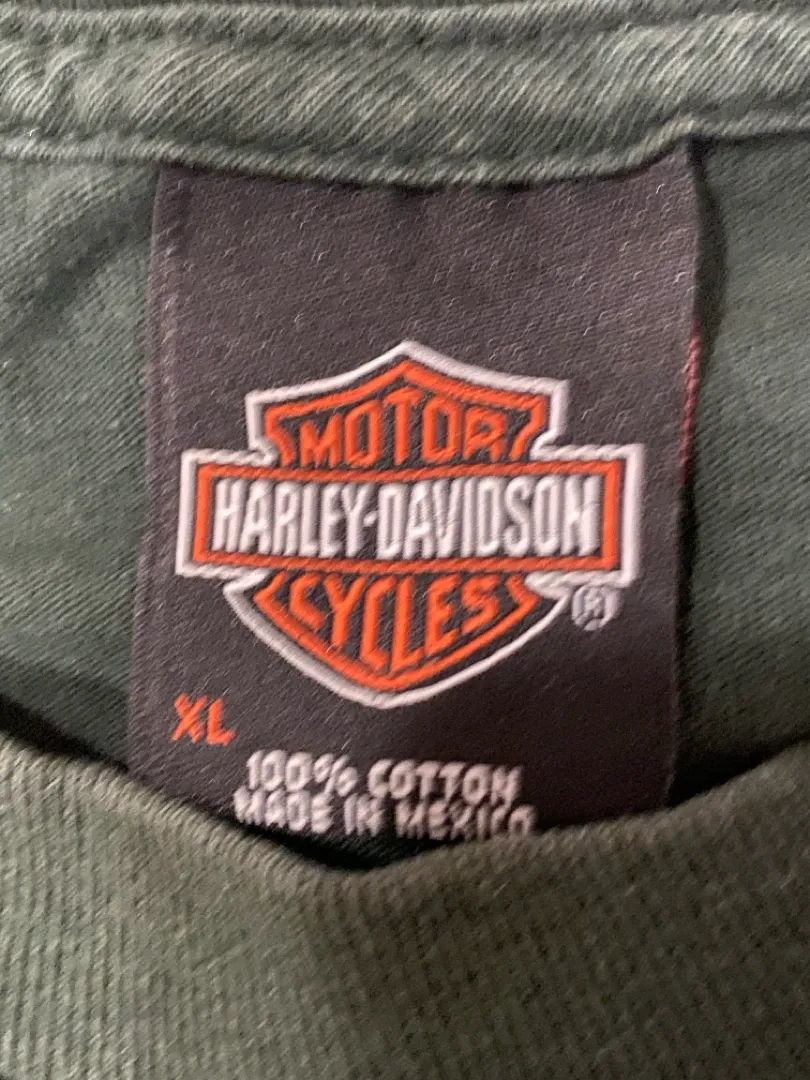 MOTOR
HARLEY-DAVIDSON
CYCLES
®
XL
100% COTTON
MADE IN MEXICO